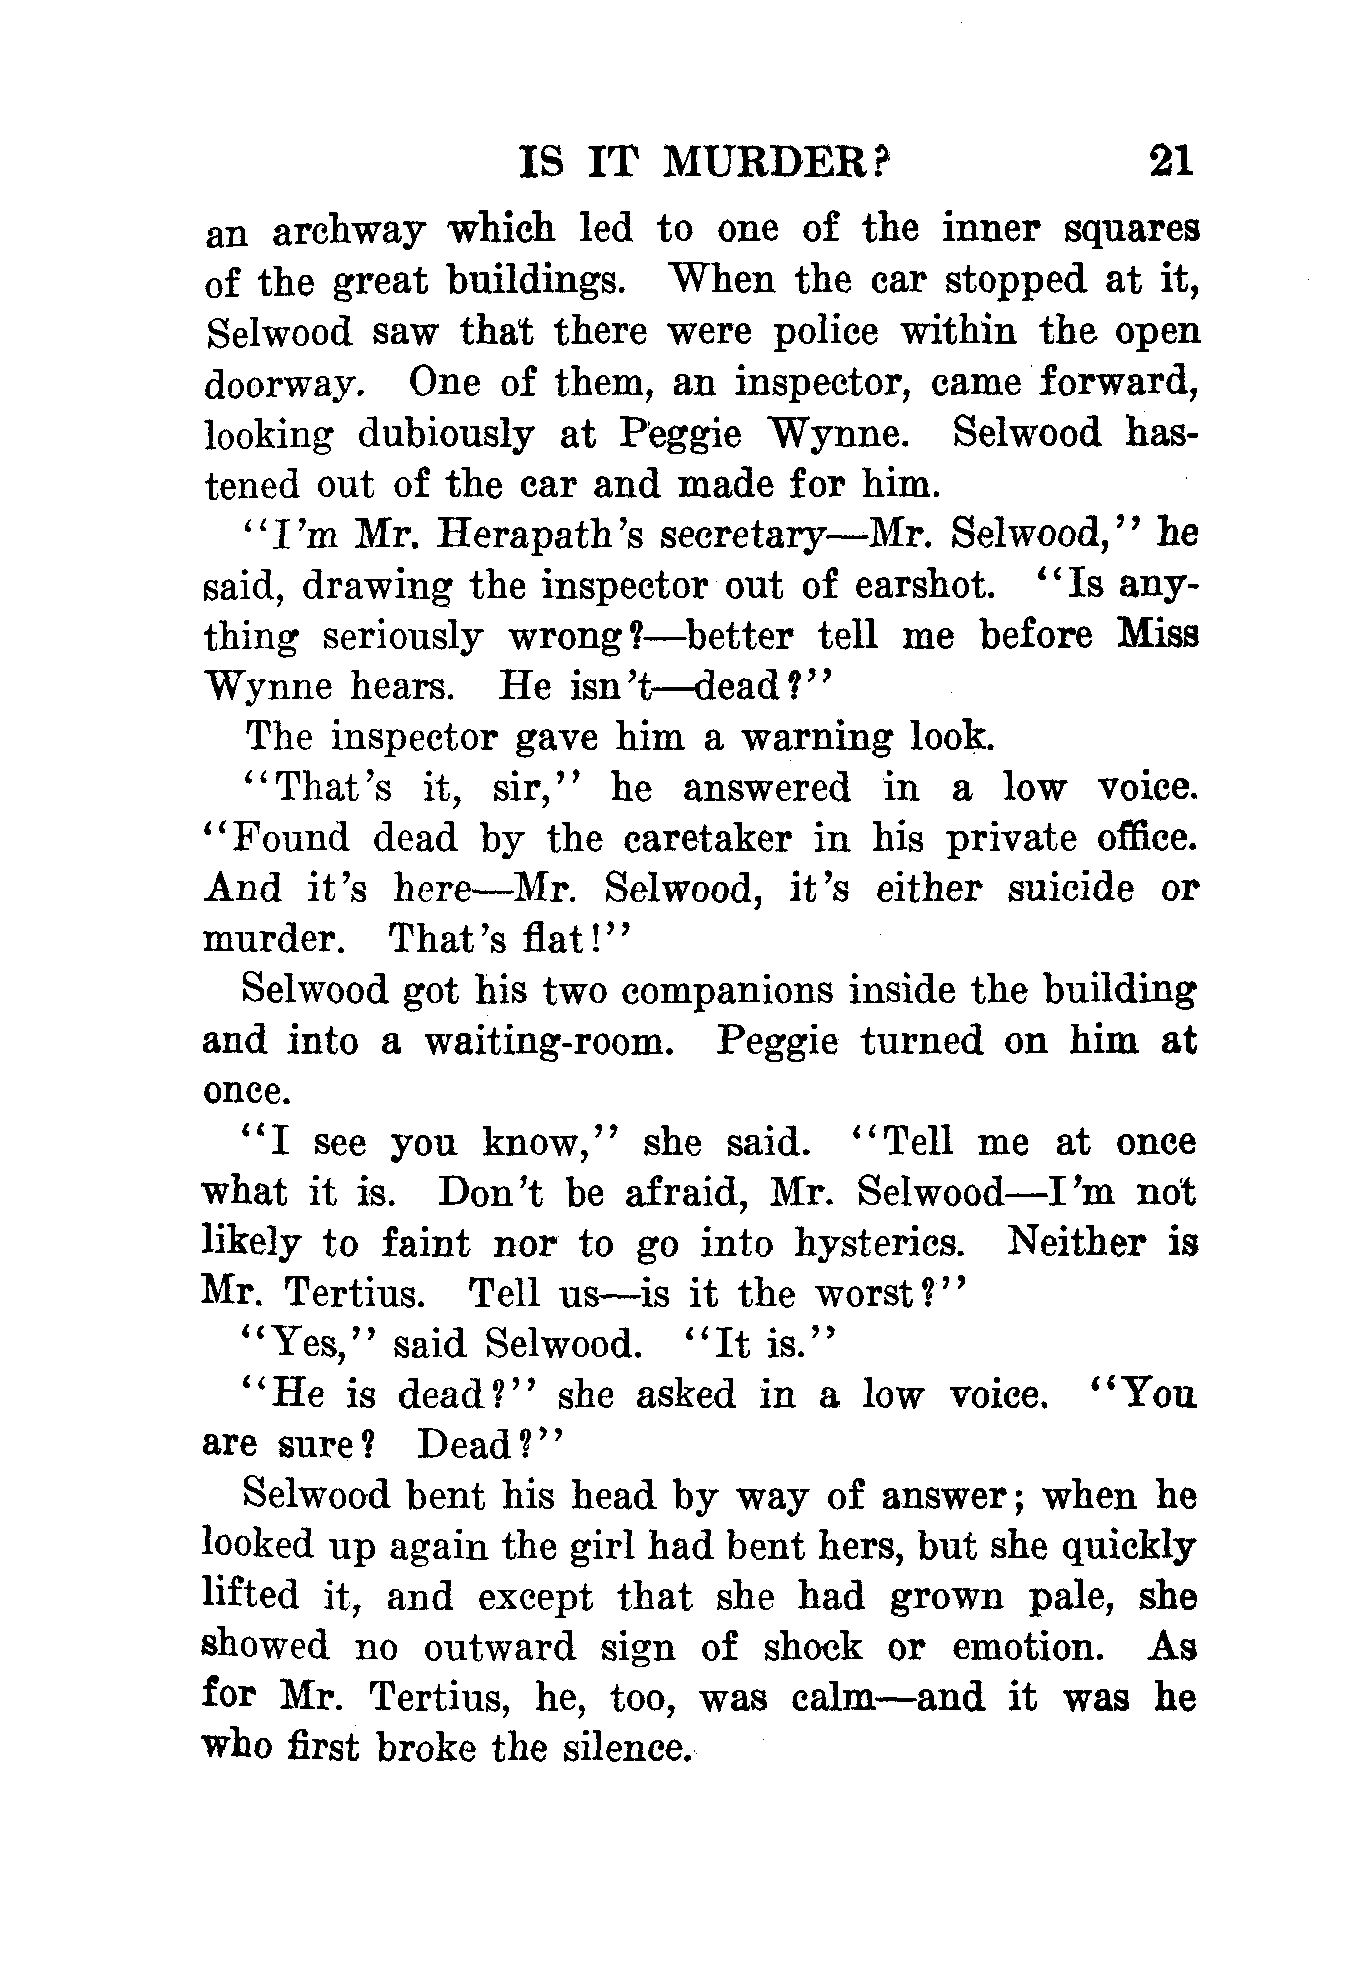 IS IT MURDER? 21
an archway which led to one of the inner squares
of the great buildings. When the car stopped at it,
Selwood saw that there were police within the open
doorway. One of them, an inspector, came forward,
looking dubiously at Peggie Wynne. Selwood has-
tened out of the car and made for him.
"I'm Mr. Herapath's secretary—Mr. Selwood," he
said, drawing the inspector out of earshot. "Is any-
thing seriously wrong?—better tell me before Miss
Wynne hears. He isn't—dead?"
The inspector gave him a warning look.
"That's it, sir," he answered in a low voice.
"Found dead by the caretaker in his private office.
And it's here—Mr. Selwood, it's either suicide or
murder. That's flat!"
Selwood got his two companions inside the building
and into a waiting-room. Peggie turned on him at
once.
"I see you know," she said. "Tell me at once
what it is. Don't be afraid, Mr. Selwood—I'm not
likely to faint nor to go into hysterics. Neither is
Mr. Tertius. Tell us—is it the worst?"
"Yes," said Selwood. "It is."
"He is dead?" she asked in a low voice. "You
are sure? Dead?"
Selwood bent his head by way of answer; when he
looked up again the girl had bent hers, but she quickly
lifted it, and except that she had grown pale, she
showed no outward sign of shock or emotion. As
for Mr. Tertius, he, too, was calm—and it was he
who first broke the silence.